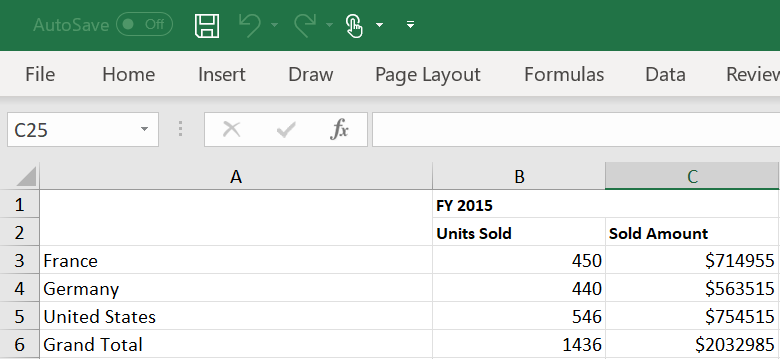 AutoSave Off
File Home Insert Draw Page Layout Formulas Data Review
C25 fx
A B C
1 FY 2015
2 Units Sold Sold Amount
3 France 450 $714955
4 Germany 440 $563515
5 United States 546 $754515
6 Grand Total 1436 $2032985